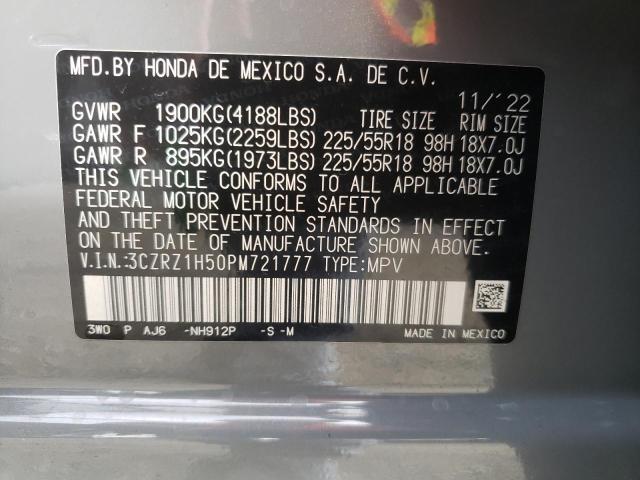 MFD.BY HONDA DE MEXICO S.A. DE C.V.
11/'22
GVWR 1900KG(4188LBS) TIRE SIZE RIM SIZE
GAWR F 1025KG(2259LBS) 225/55R18 98H 18X7.0J
GAWR R 895KG(1973LBS) 225/55R18 98H 18X7.0J
THIS VEHICLE CONFORMS TO ALL APPLICABLE
FEDERAL MOTOR VEHICLE SAFETY
AND THEFT PREVENTION STANDARDS IN EFFECT
ON THE DATE OF MANUFACTURE SHOWN ABOVE.
V.I.N.:3CZRZ1H50PM721777 TYPE:MPV
3WO P AJ6 -NH912P -S -M
MADE IN MEXICO